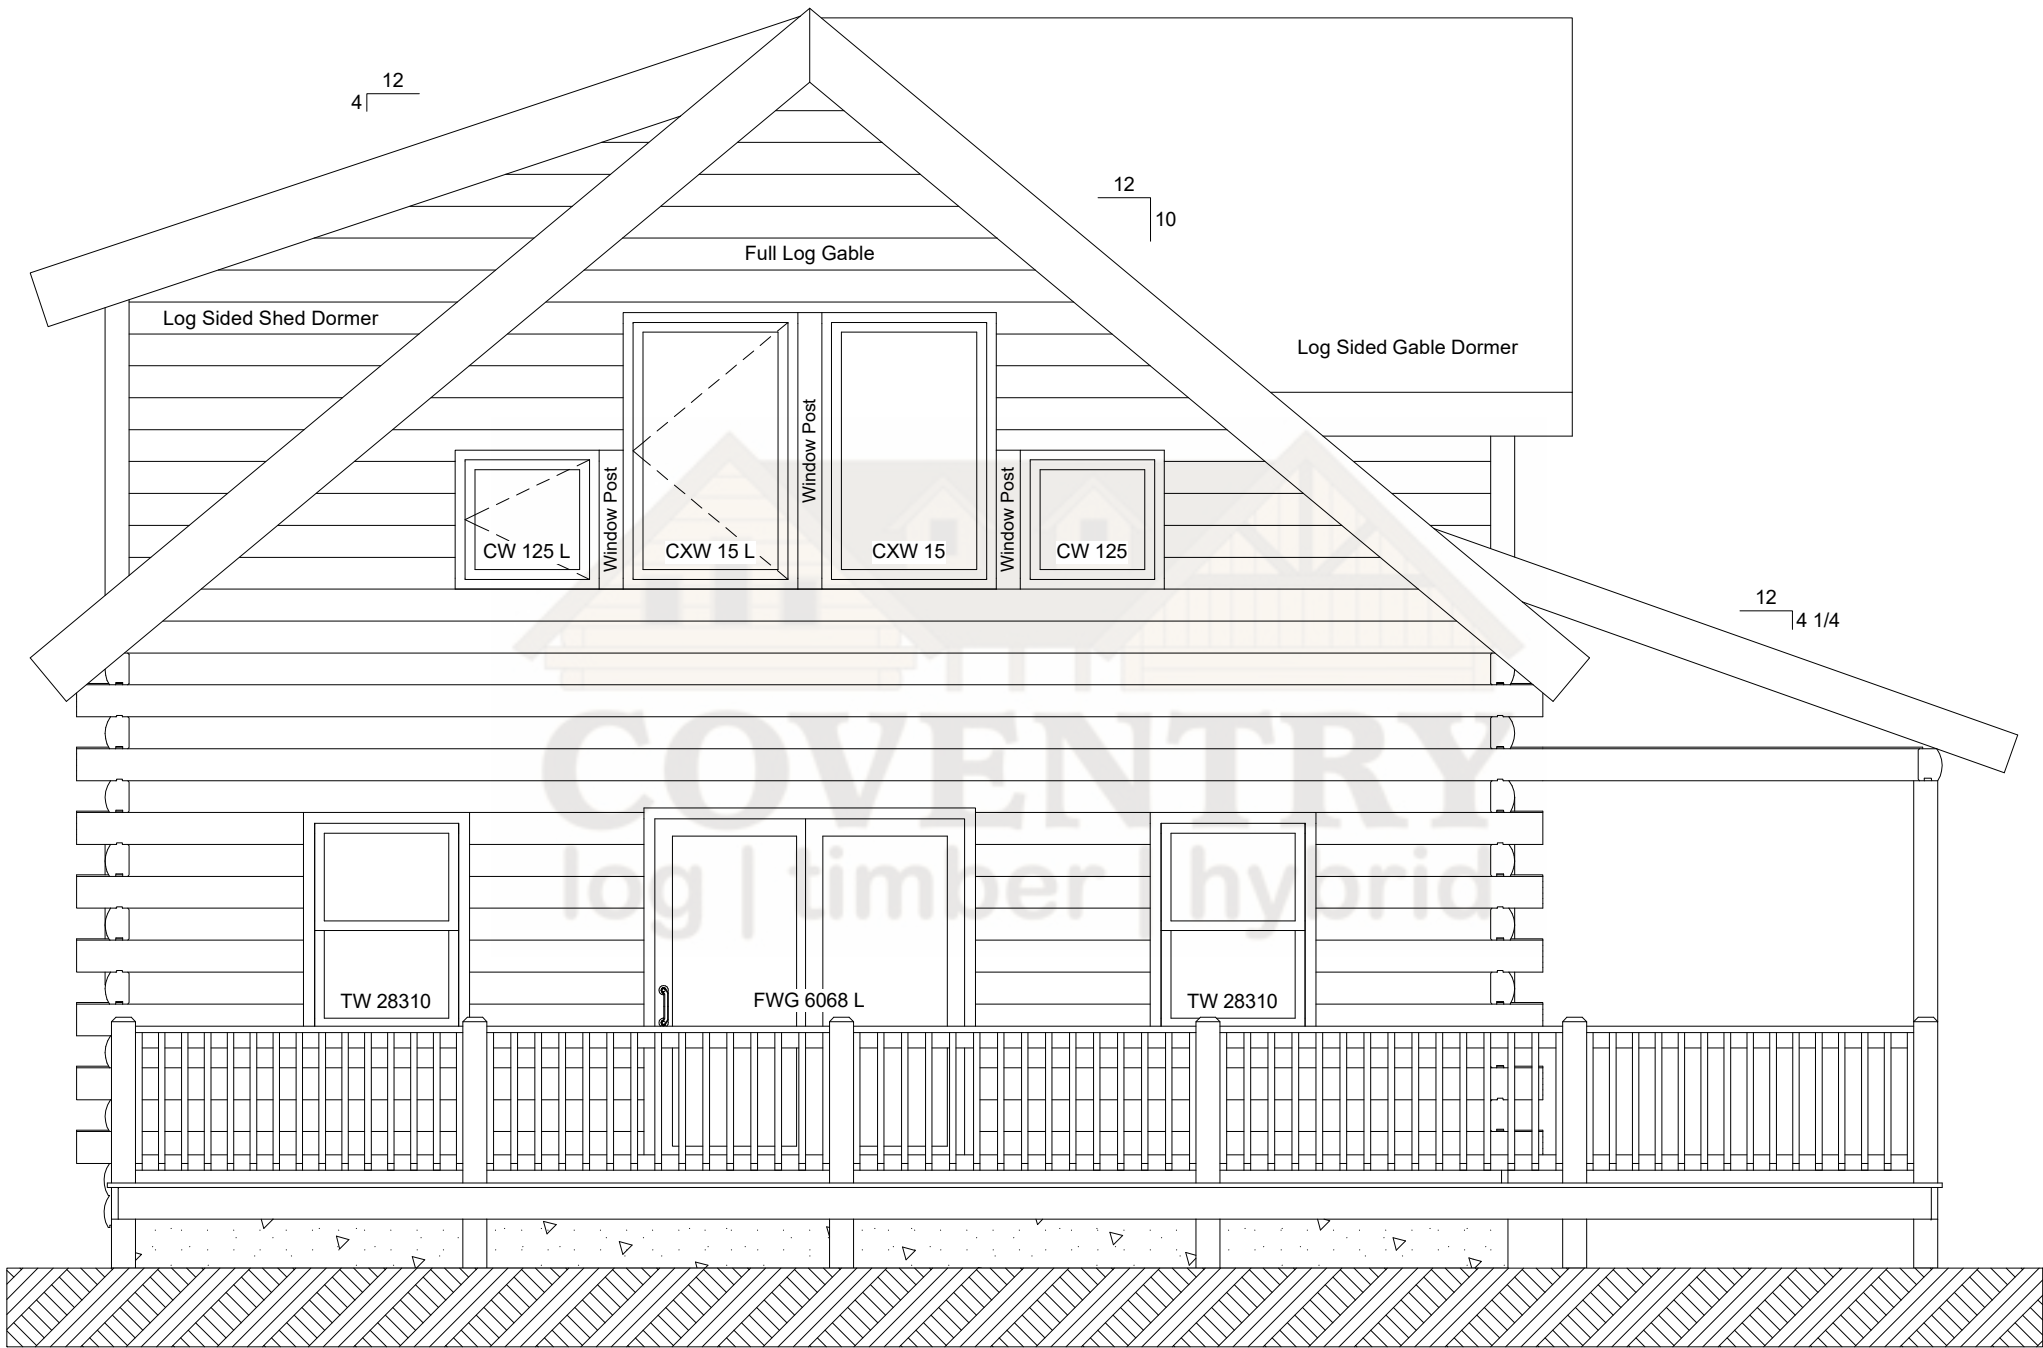 12
4
12
10
Full Log Gable
Log Sided Shed Dormer
Log Sided Gable Dormer
Window Post
Window Post
Window Post
CW 125 L
CXW 15 L
CXW 15
CW 125
12
4 1/4
COVENTRY
log | timber | hybrid
TW 28310
FWG 6068 L
TW 28310